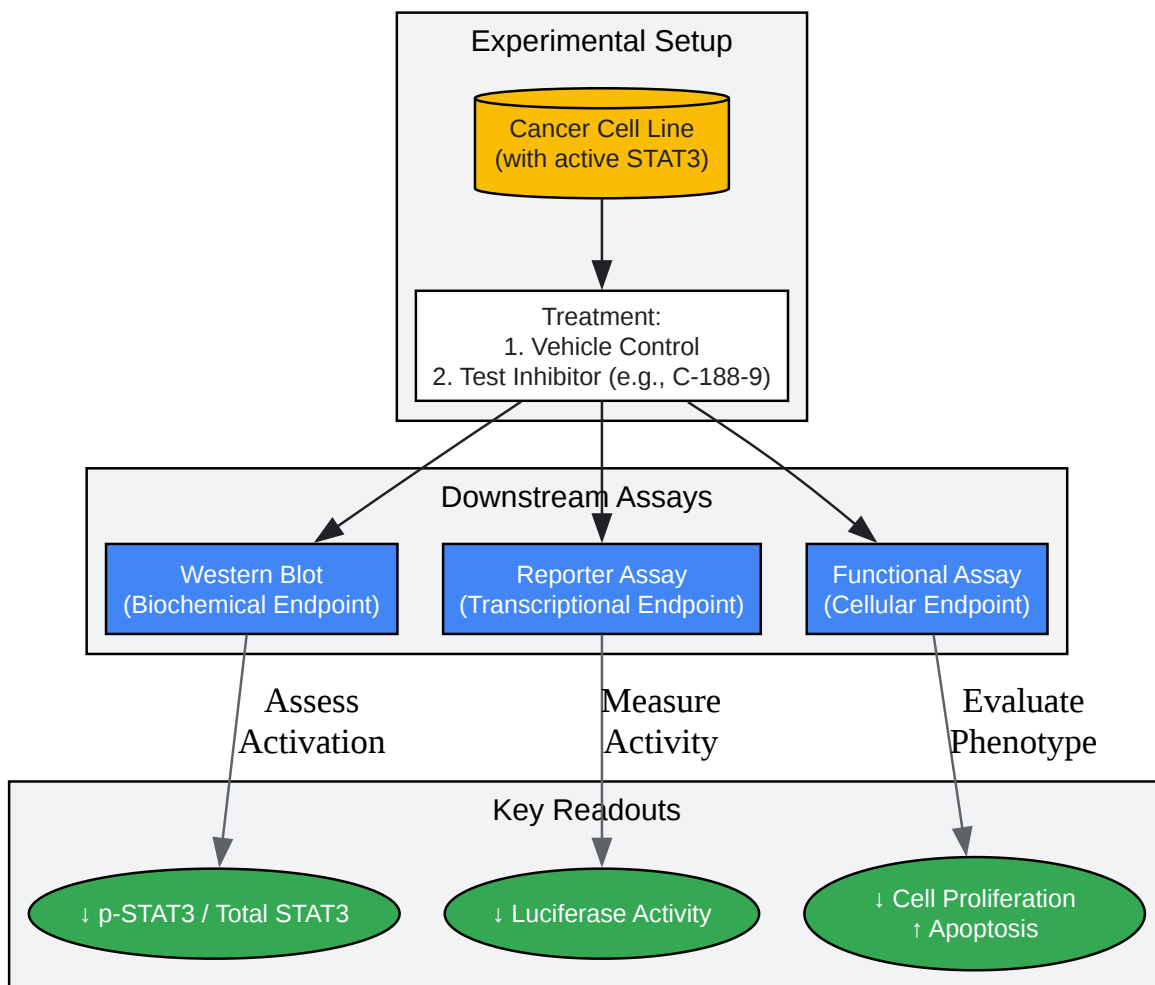 Experimental Setup
Cancer Cell Line
(with active STAT3)
Treatment:
1. Vehicle Control
2. Test Inhibitor (e.g., C-188-9)
Downstream Assays
Western Blot
(Biochemical Endpoint)
Reporter Assay
(Transcriptional Endpoint)
Functional Assay
(Cellular Endpoint)
Assess
Activation
Measure
Activity
Evaluate
Phenotype
Key Readouts
↓ p-STAT3 / Total STAT3
↓ Luciferase Activity
↓ Cell Proliferation
↑ Apoptosis